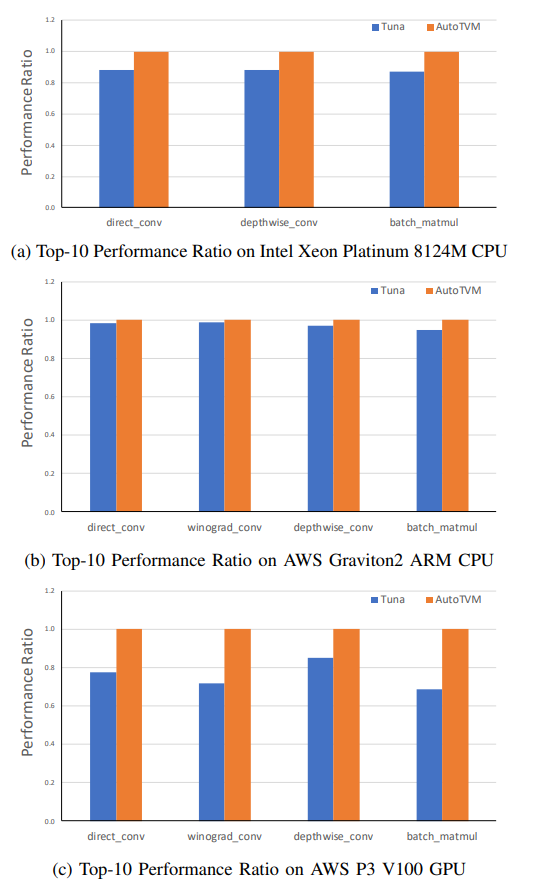 1.2
Tuna AutoTVM
1.0
0.8
0.6
0.4
0.2
0.0
Performance Ratio
direct_conv depthwise_conv batch_matmul
(a) Top-10 Performance Ratio on Intel Xeon Platinum 8124M CPU
1.2
Tuna AutoTVM
1.0
0.8
0.6
0.4
0.2
0.0
Performance Ratio
direct_conv winograd_conv depthwise_conv batch_matmul
(b) Top-10 Performance Ratio on AWS Graviton2 ARM CPU
1.2
Tuna AutoTVM
1.0
0.8
0.6
0.4
0.2
0.0
Performance Ratio
direct_conv winograd_conv depthwise_conv batch_matmul
(c) Top-10 Performance Ratio on AWS P3 V100 GPU